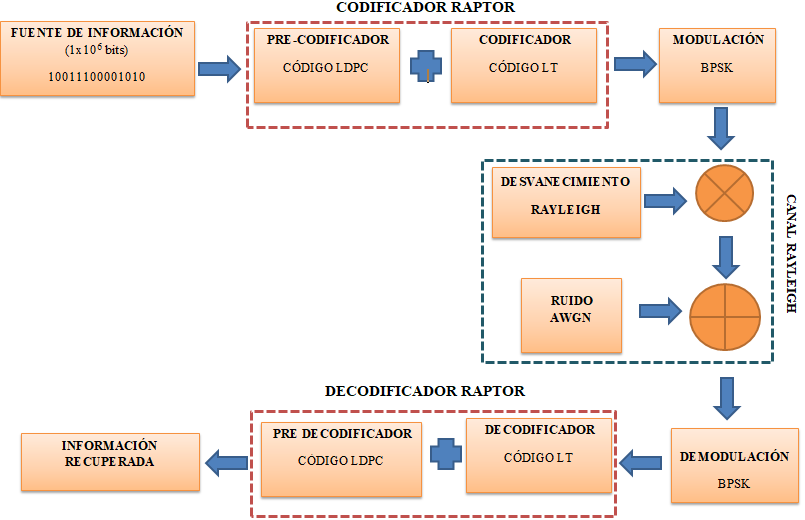 CODIFICADOR RAPTOR
FUENTE DE INFORMACIÓN
(1x10⁶ bits)
10011100001010
PRE-CODIFICADOR
CÓDIGO LDPC
CODIFICADOR
CÓDIGO LT
MODULACIÓN
BPSK
DESVANECIMIENTO
RAYLEIGH
CANAL RAYLEIGH
RUIDO
AWGN
DECODIFICADOR RAPTOR
INFORMACIÓN
RECUPERADA
PRE DECODIFICADOR
CÓDIGO LDPC
DECODIFICADOR
CÓDIGO LT
DEMODULACIÓN
BPSK